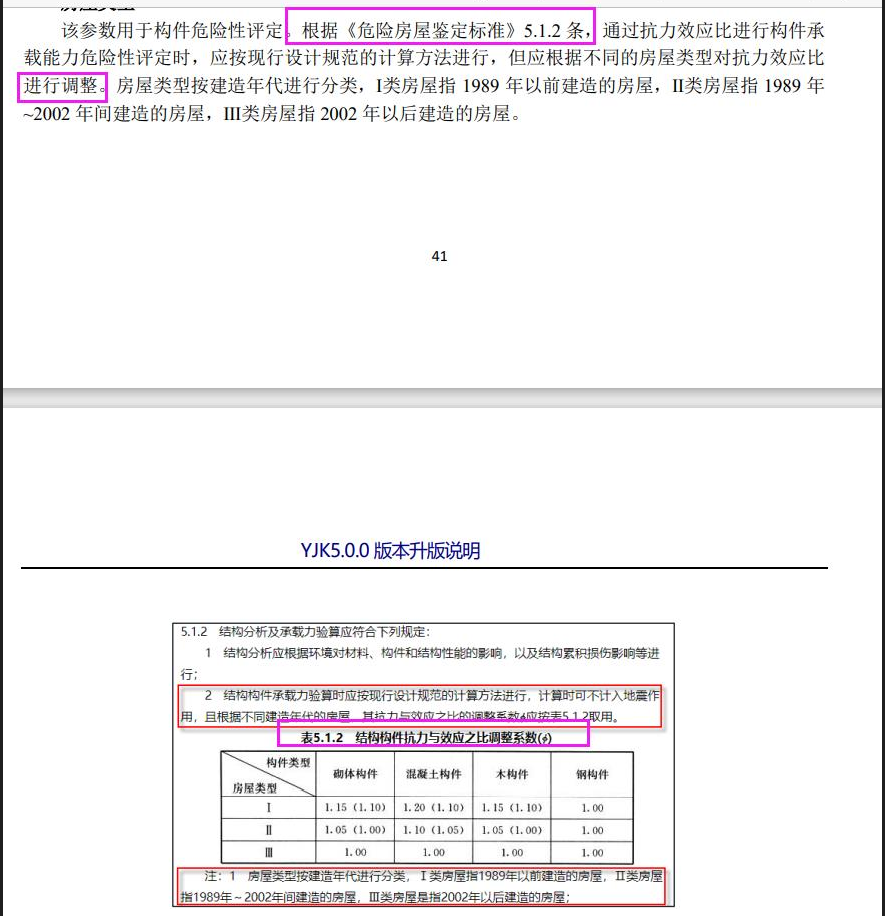 该参数用于构件危险性评定。根据《危险房屋鉴定标准》5.1.2 条，通过抗力效应比进行构件承
载能力危险性评定时，应按现行设计规范的计算方法进行，但应根据不同的房屋类型对抗力效应比
进行调整。房屋类型按建造年代进行分类，I类房屋指 1989 年以前建造的房屋，II类房屋指 1989 年
~2002 年间建造的房屋，III类房屋指 2002 年以后建造的房屋。
41
YJK5.0.0 版本升版说明
5.1.2 结构分析及承载力验算应符合下列规定：
1 结构分析应根据环境对材料、构件和结构性能的影响，以及结构累积损伤影响等进
行；
2 结构构件承载力验算时应按现行设计规范的计算方法进行，计算时可不计入地震作
用，且根据不同建造年代的房屋，其抗力与效应之比的调整系数ϕ应按表5.1.2取用。
表5.1.2 结构构件抗力与效应之比调整系数(ϕ)
构件类型
房屋类型 砌体构件 混凝土构件 木构件 钢构件
Ⅰ 1.15 (1.10) 1.20 (1.10) 1.15 (1.10) 1.00
Ⅱ 1.05 (1.00) 1.10 (1.05) 1.05 (1.00) 1.00
Ⅲ 1.00 1.00 1.00 1.00
注：1 房屋类型按建造年代进行分类，Ⅰ类房屋指1989年以前建造的房屋，Ⅱ类房屋
指1989年~2002年间建造的房屋，Ⅲ类房屋是指2002年以后建造的房屋；